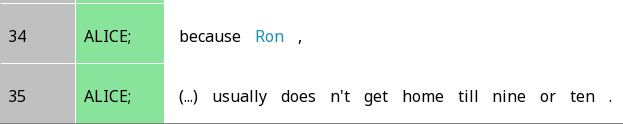 34 ALICE; because Ron ,
35 ALICE; (...) usually does n't get home till nine or ten .